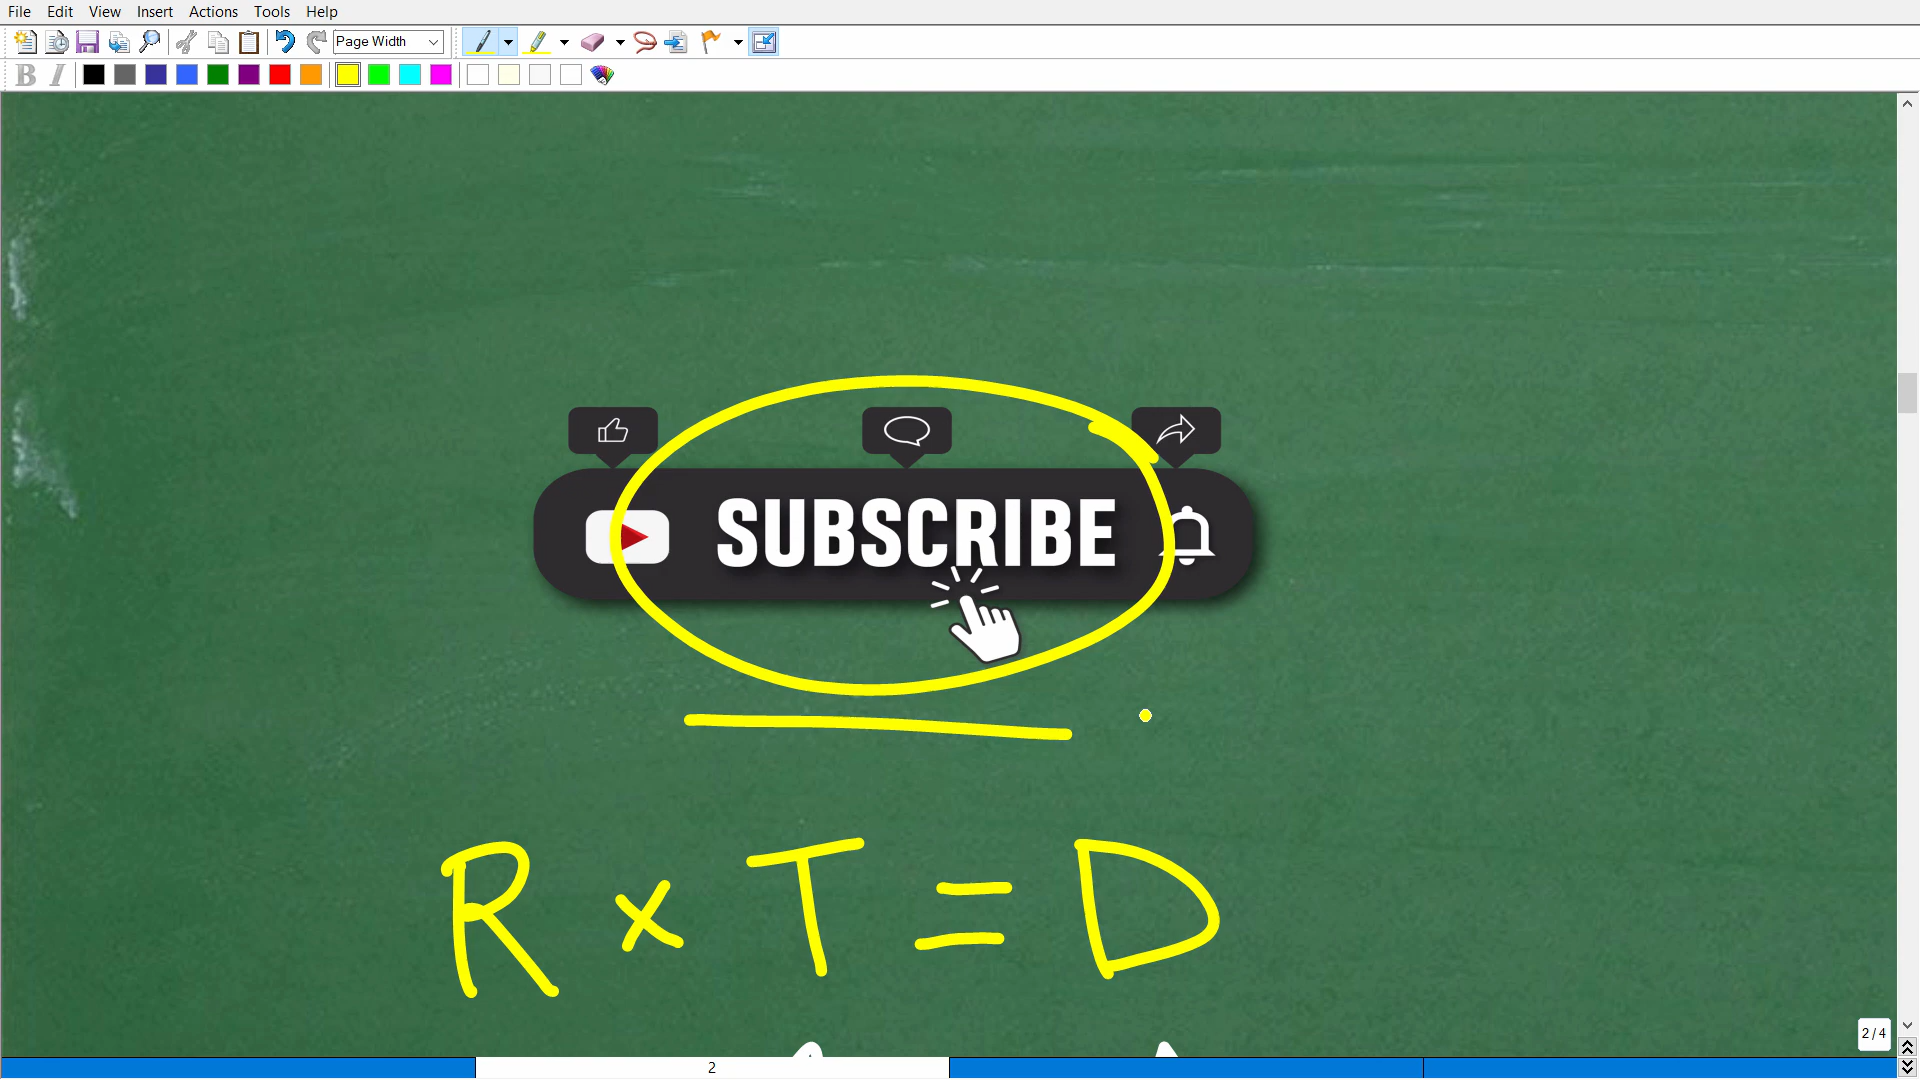 File Edit View Insert Actions Tools Help
Page Width
B I
SUBSCRIBE
R × T = D
2 / 4
2